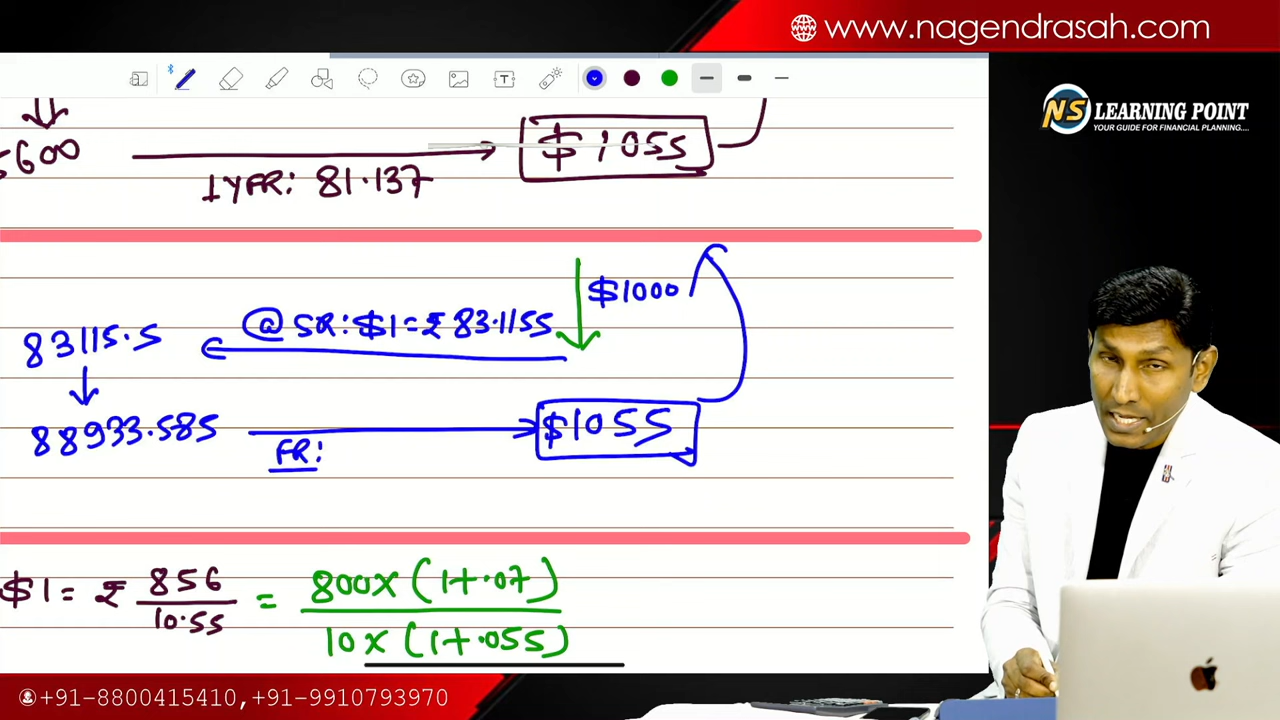 www.nagendrasah.com
NS LEARNING POINT
YOUR GUIDE FOR FINANCIAL PLANNING....
5600
$1055
1YFR: 81.137
$1000
@ SR: $1 = ₹ 83.1155
83115.5
88933.585
$1055
FR:
$1 = ₹ 856/10.55 = 800x (1+.07)/10x (1+.055)
+91-8800415410,+91-9910793970